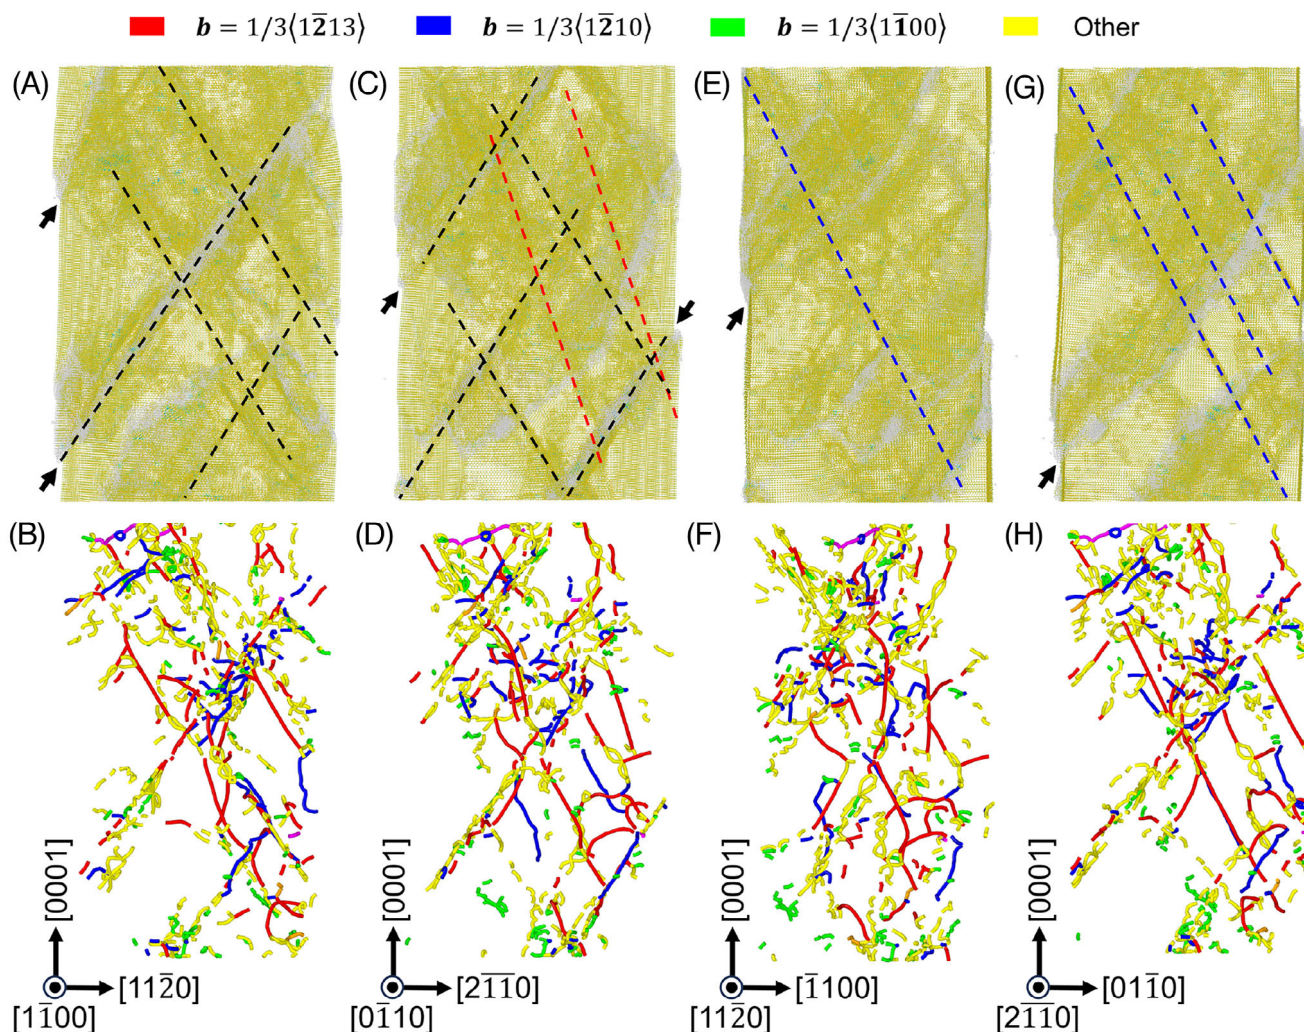 b = 1/3⟨12̄13⟩ b = 1/3⟨12̄10⟩ b = 1/3⟨11̄00⟩ Other
(A) (C) (E) (G)
(B) (D) (F) (H)
[0001] [0001] [0001] [0001]
[112̄0] [21̄1̄0] [1̄100] [011̄0]
[11̄00] [01̄10] [112̄0] [21̄1̄0]